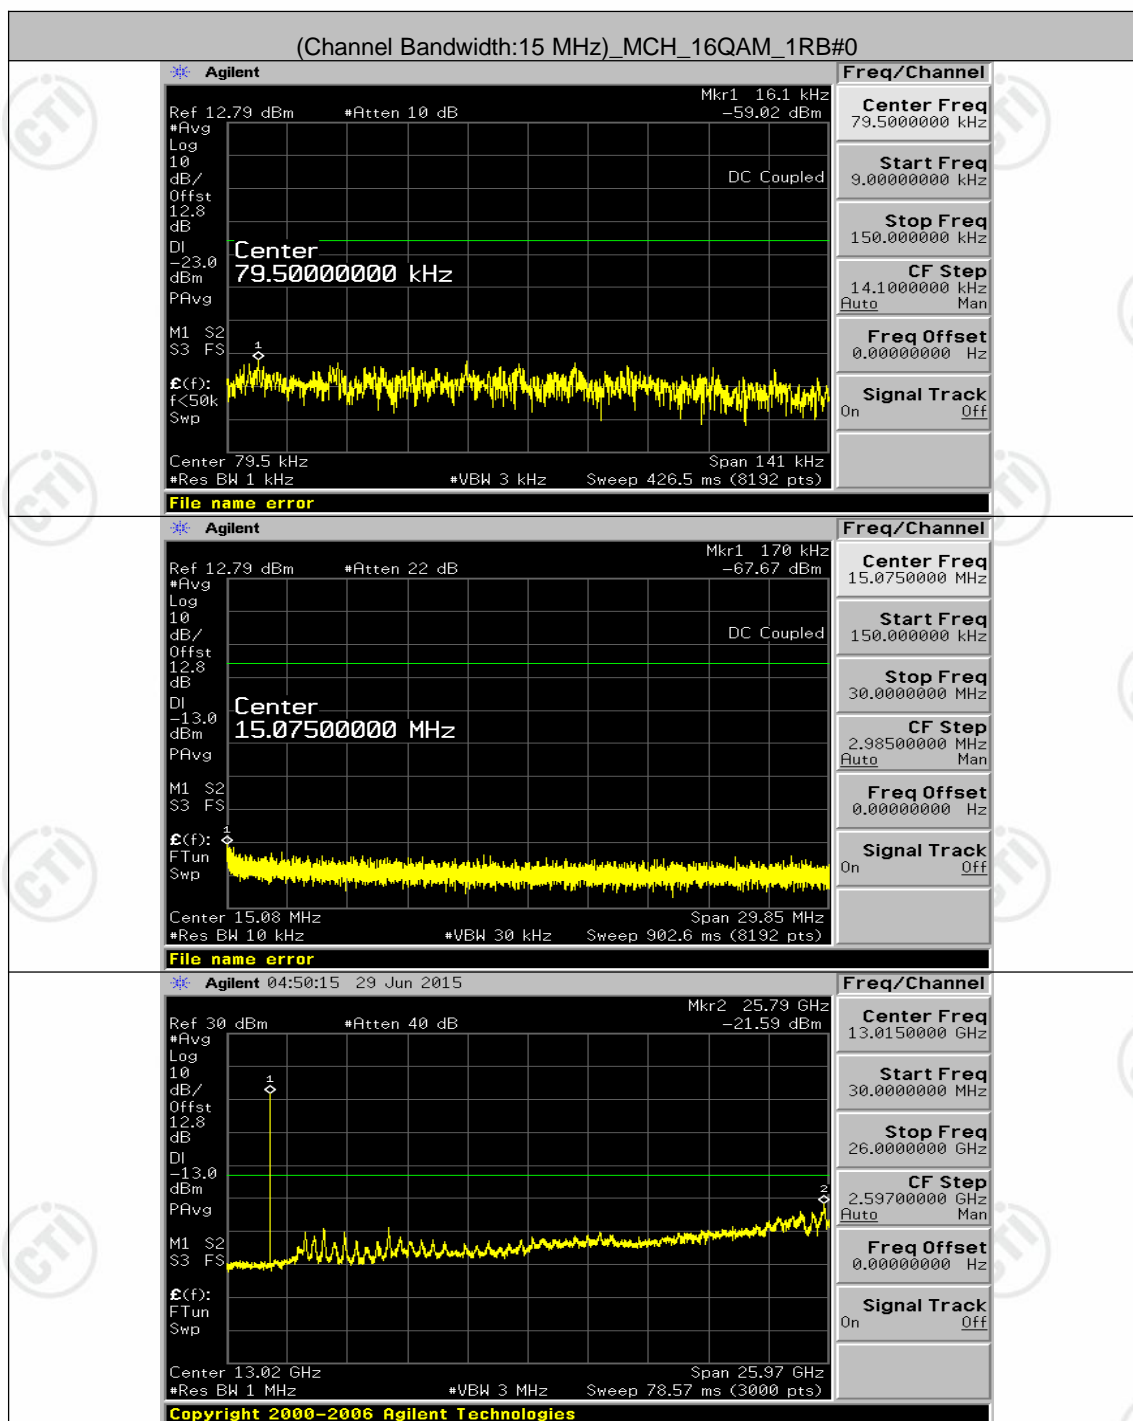 (Channel Bandwidth:15 MHz)_MCH_16QAM_1RB#0
Agilent
Freq/Channel
Mkr1 16.1 kHz
Ref 12.79 dBm #Atten 10 dB -59.02 dBm
#Avg
Log
10
dB/
Offst
12.8
dB
DI
-23.0
dBm
PAvg
M1 S2
S3 FS
£(f):
f<50k
Swp
DC Coupled
Center
79.50000000 kHz
1
Center 79.5 kHz Span 141 kHz
#Res BW 1 kHz #VBW 3 kHz Sweep 426.5 ms (8192 pts)
File name error
Center Freq
79.5000000 kHz
Start Freq
9.00000000 kHz
Stop Freq
150.000000 kHz
CF Step
14.1000000 kHz
Auto Man
Freq Offset
0.00000000 Hz
Signal Track
On Off
Agilent
Freq/Channel
Mkr1 170 kHz
Ref 12.79 dBm #Atten 22 dB -67.67 dBm
#Avg
Log
10
dB/
Offst
12.8
dB
DI
-13.0
dBm
PAvg
M1 S2
S3 FS
£(f):
FTun
Swp
DC Coupled
Center
15.07500000 MHz
1
Center 15.08 MHz Span 29.85 MHz
#Res BW 10 kHz #VBW 30 kHz Sweep 902.6 ms (8192 pts)
File name error
Center Freq
15.0750000 MHz
Start Freq
150.000000 kHz
Stop Freq
30.0000000 MHz
CF Step
2.98500000 MHz
Auto Man
Freq Offset
0.00000000 Hz
Signal Track
On Off
Agilent 04:50:15 29 Jun 2015
Freq/Channel
Mkr2 25.79 GHz
Ref 30 dBm #Atten 40 dB -21.59 dBm
#Avg
Log
10
dB/
Offst
12.8
dB
DI
-13.0
dBm
PAvg
M1 S2
S3 FS
£(f):
FTun
Swp
1
2
Center 13.02 GHz Span 25.97 GHz
#Res BW 1 MHz #VBW 3 MHz Sweep 78.57 ms (3000 pts)
Copyright 2000-2006 Agilent Technologies
Center Freq
13.0150000 GHz
Start Freq
30.0000000 MHz
Stop Freq
26.0000000 GHz
CF Step
2.59700000 GHz
Auto Man
Freq Offset
0.00000000 Hz
Signal Track
On Off
CTI
CTI
CTI
CTI
CTI
CTI
CTI
CTI